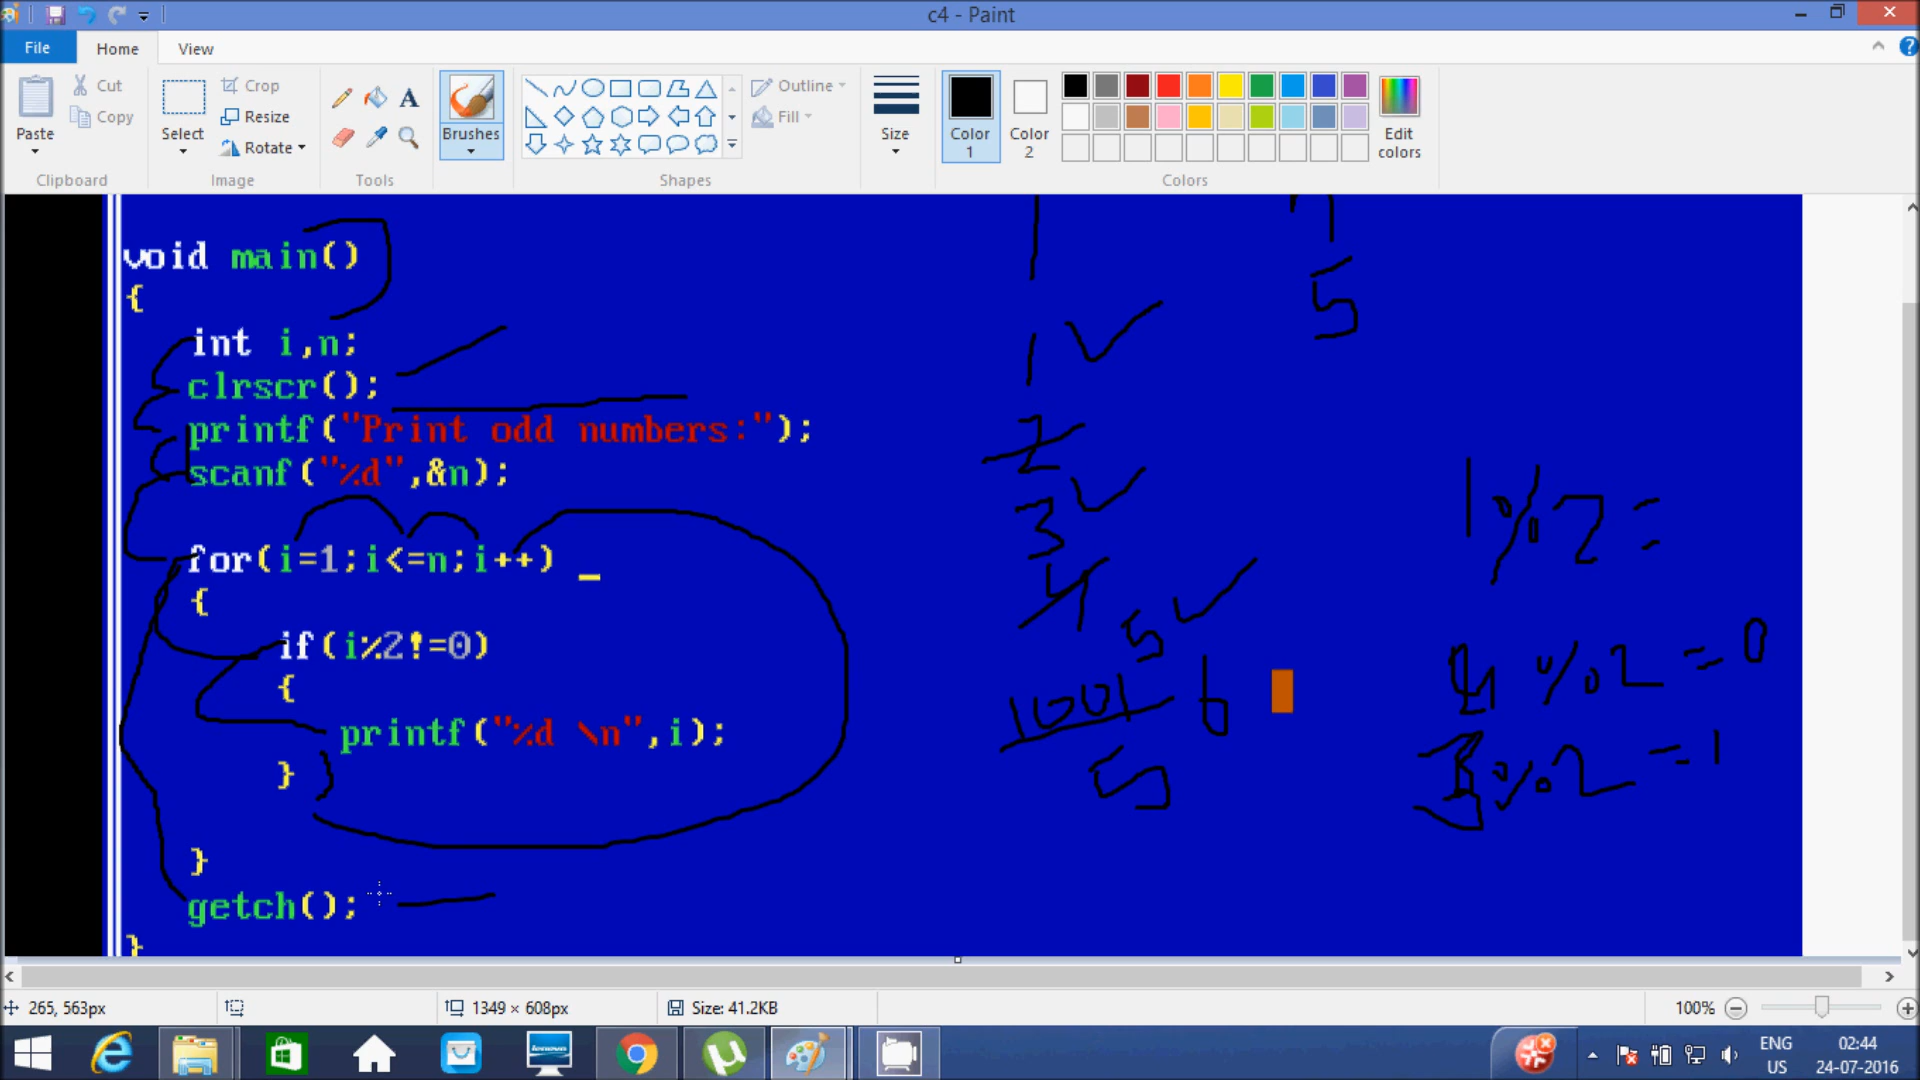 c4 - Paint
File Home View
Paste
Cut
Copy
Clipboard
Select
Crop
Resize
Rotate
Image
Tools
Brushes
Shapes
Outline
Fill
Size
Color 1
Color 2
Edit colors
Colors
void main()
{
int i,n;
clrscr();
printf("Print odd numbers:");
scanf("%d",&n);
for(i=1;i<=n;i++) _
{
if(i%2!=0)
{
printf("%d \n",i);
}
}
getch();
}
5
1
2
3
4
5
1001 6
5
1%2=
%2=0
%2=1
265, 563px
1349 × 608px
Size: 41.2KB
100%
ENG
US
02:44
24-07-2016